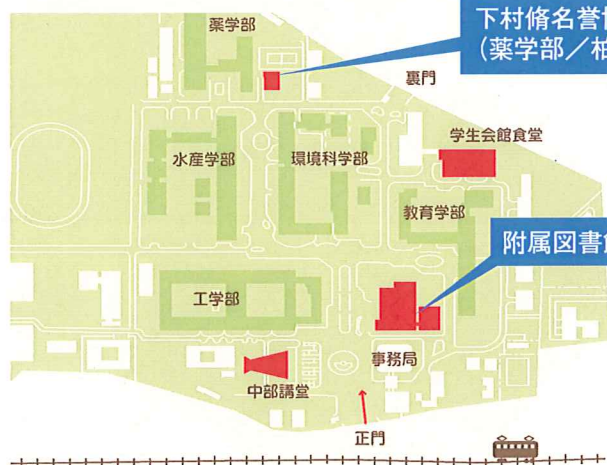 薬学部
下村脩名誉
(薬学部／
裏門
学生会館食堂
水産学部
環境科学部
教育学部
附属図書
工学部
事務局
中部講堂
正門